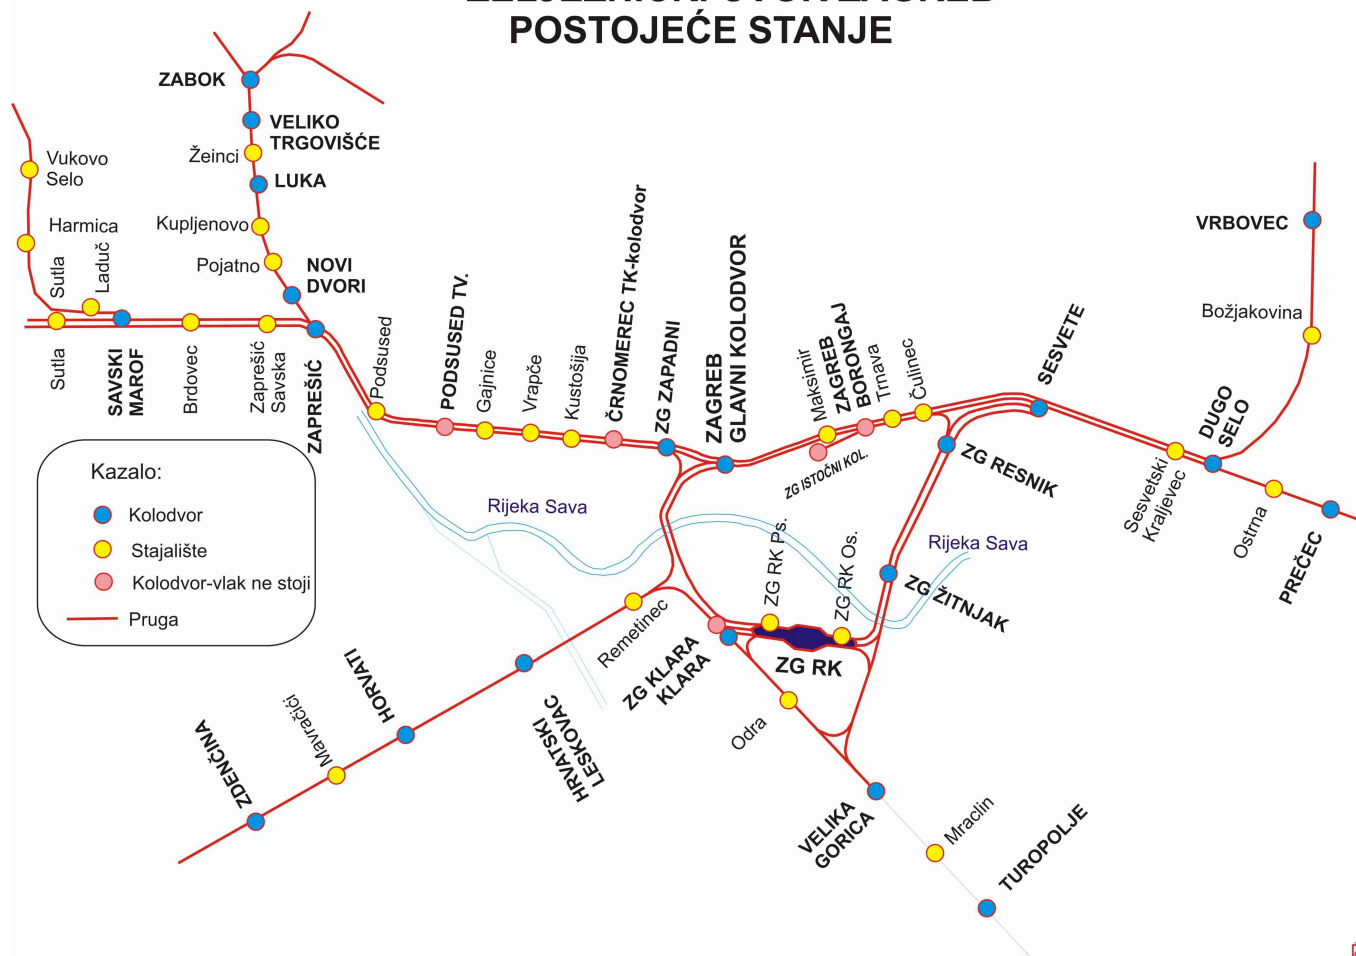 POSTOJEĆE STANJE
ZABOK
VELIKO
TRGOVIŠĆE
Žeinci
LUKA
Kupljenovo
Pojatno
NOVI
DVORI
Vukovo
Selo
Harmica
Sutla
Laduč
Sutla
SAVSKI
MAROF
Brdovec
Zaprešić
Savska
ZAPREŠIĆ
Podsused
PODSUSED TV.
Gajnice
Vrapče
Kustošija
ČRNOMEREC TK-kolodvor
ZG ZAPADNI
ZAGREB
GLAVNI KOLODVOR
Maksimir
ZAGREB
BORONGAJ
Trnava
Čulinec
ZG ISTOČNI KOL.
SESVETE
ZG RESNIK
Sesvetski
Kraljevec
DUGO
SELO
VRBOVEC
Božjakovina
Ostrna
PREČEC
Kazalo:
Kolodvor
Stajalište
Kolodvor-vlak ne stoji
Pruga
Rijeka Sava
Rijeka Sava
ZG RK Ps.
ZG RK Os.
ZG ŽITNJAK
ZG RK
Remetinec
ZG KLARA
KLARA
Odra
HRVATSKI
LESKOVAC
HORVATI
Mavračići
ZDENČINA
VELIKA
GORICA
Mraclin
TUROPOLJE